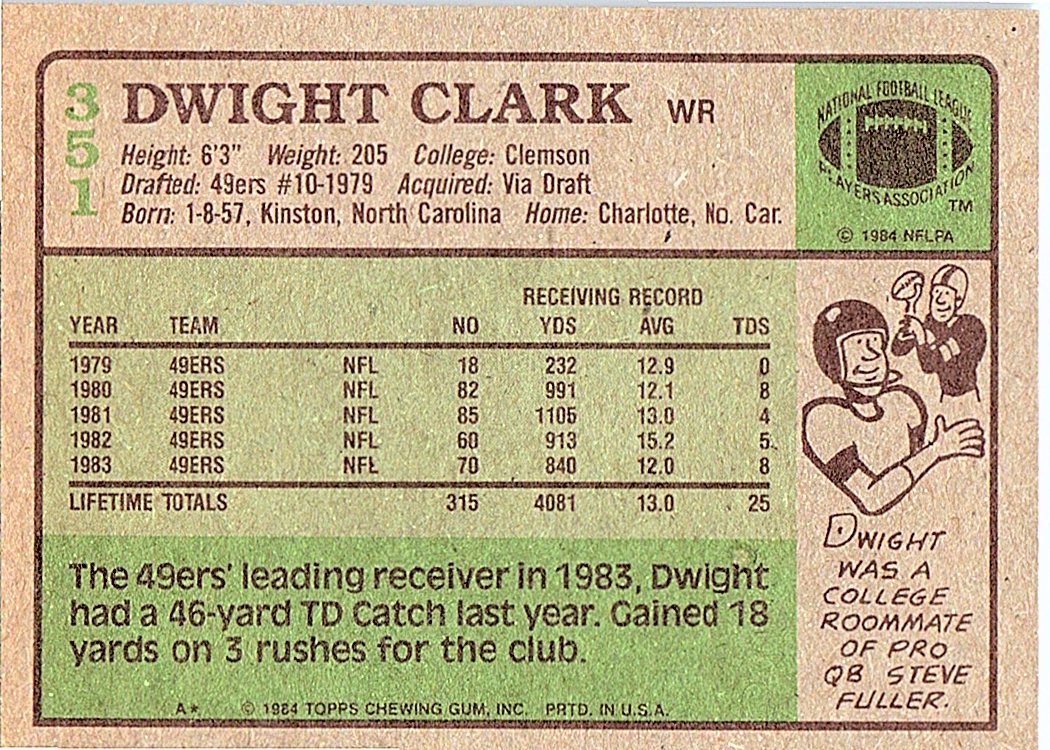 351
DWIGHT CLARK WR
Height: 6'3" Weight: 205 College: Clemson
Drafted: 49ers #10-1979 Acquired: Via Draft
Born: 1-8-57, Kinston, North Carolina Home: Charlotte, No. Car.
NATIONAL FOOTBALL LEAGUE
PLAYERS ASSOCIATION
TM
© 1984 NFLPA
RECEIVING RECORD
YEAR TEAM NO YDS AVG TDS
1979 49ERS NFL 18 232 12.9 0
1980 49ERS NFL 82 991 12.1 8
1981 49ERS NFL 85 1105 13.0 4
1982 49ERS NFL 60 913 15.2 5
1983 49ERS NFL 70 840 12.0 8
LIFETIME TOTALS 315 4081 13.0 25
The 49ers' leading receiver in 1983, Dwight
had a 46-yard TD Catch last year. Gained 18
yards on 3 rushes for the club.
A* © 1984 TOPPS CHEWING GUM, INC. PRTD. IN U.S.A.
DWIGHT
WAS A
COLLEGE
ROOMMATE
OF PRO
QB STEVE
FULLER.